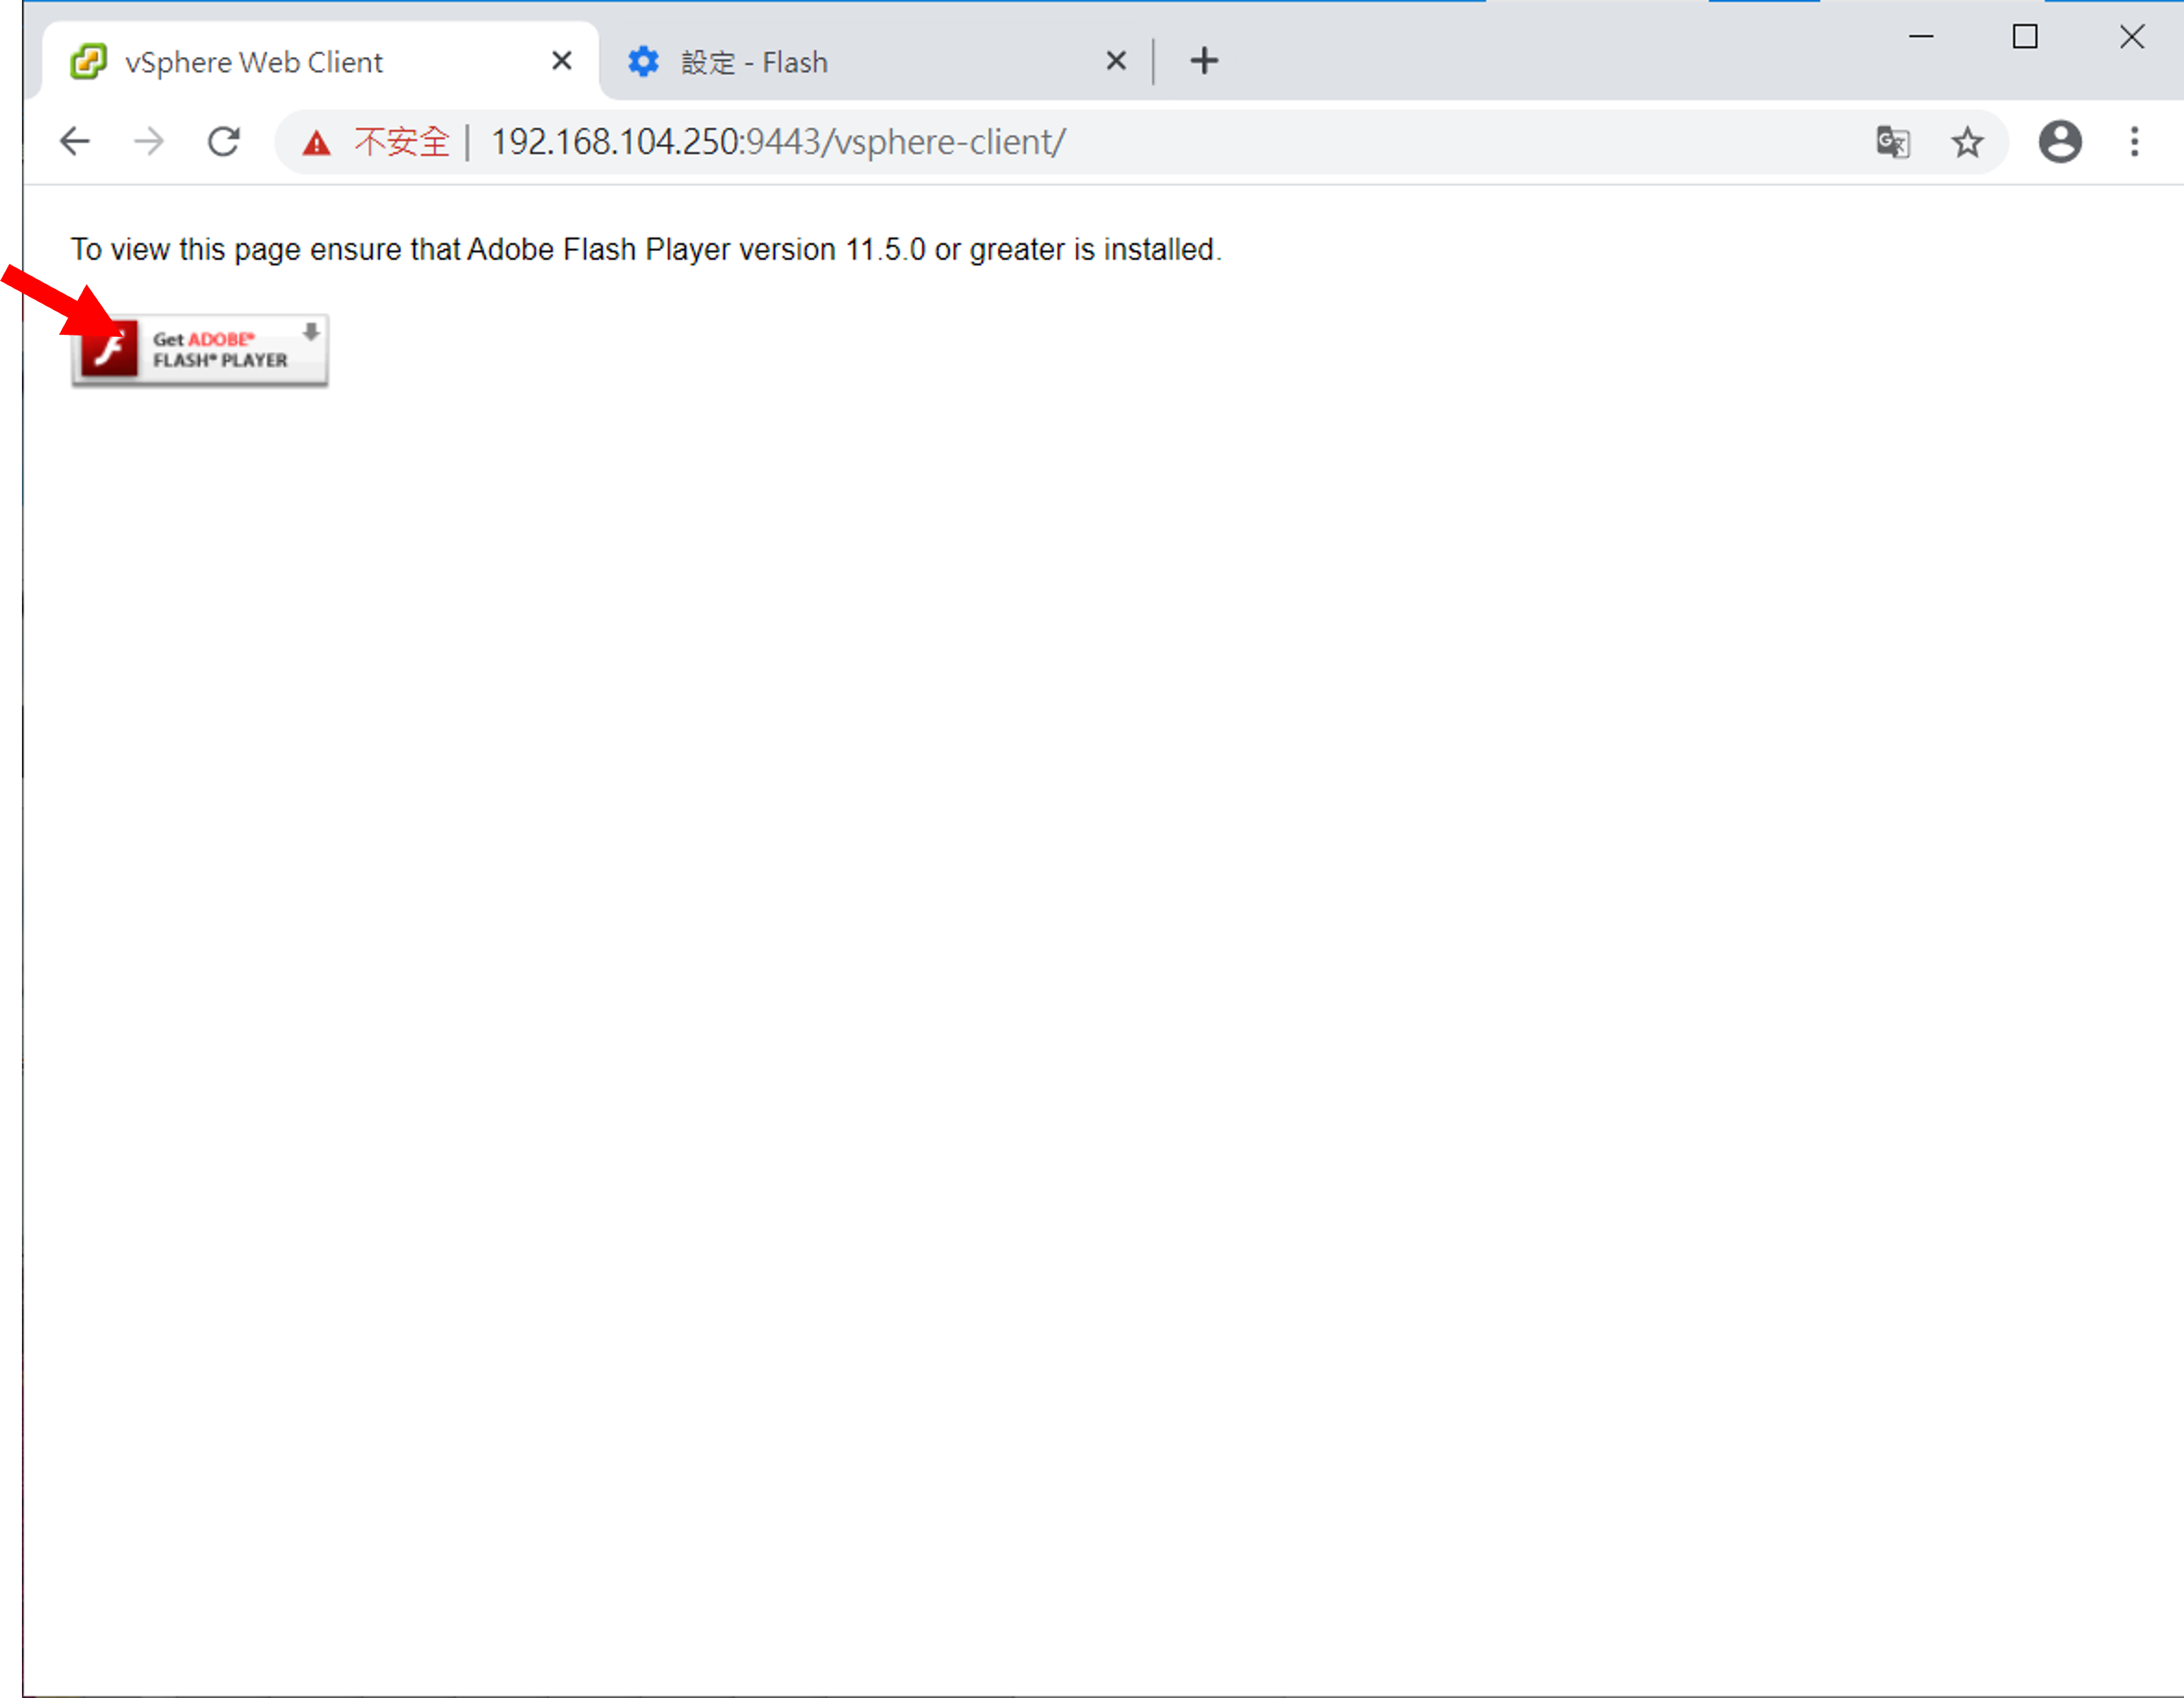 vSphere Web Client
設定 - Flash
不安全 | 192.168.104.250:9443/vsphere-client/
To view this page ensure that Adobe Flash Player version 11.5.0 or greater is installed.
Get ADOBE®
FLASH® PLAYER